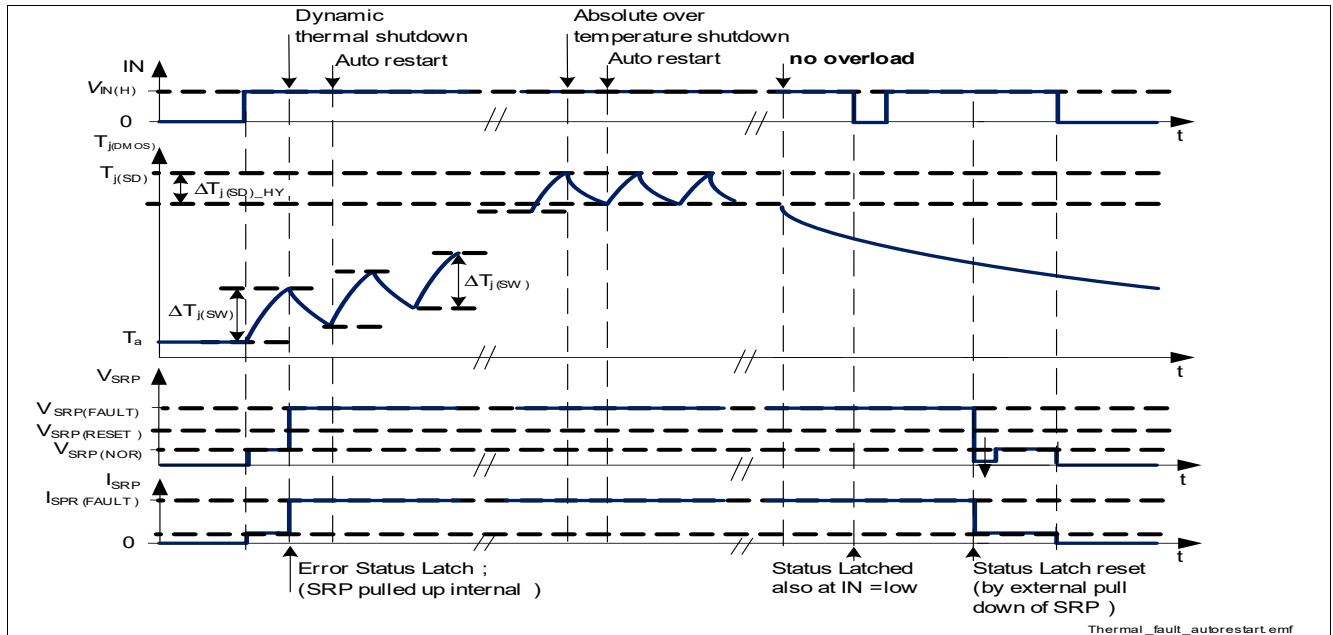 Dynamic
thermal shutdown
Absolute over
temperature shutdown
Auto restart
Auto restart
no overload
IN
VIN(H)
0
t
Tj(DMOS)
Tj(SD)
ΔTj(SD)_HY
ΔTj(SW)
ΔTj(SW)
Ta
t
VSRP
VSRP(FAULT)
VSRP(RESET )
VSRP(NOR)
t
ISRP
ISPR(FAULT)
0
t
Error Status Latch ;
(SRP pulled up internal )
Status Latched
also at IN =low
Status Latch reset
(by external pull
down of SRP )
Thermal_fault_autorestart.emf